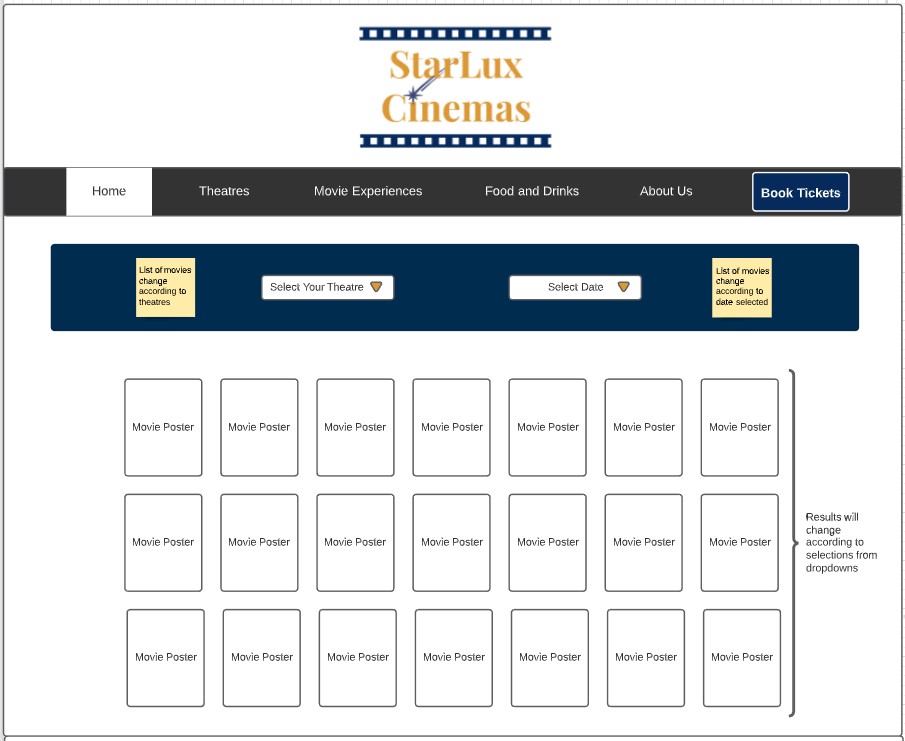 StarLux
Cinemas
Home Theatres Movie Experiences Food and Drinks About Us Book Tickets
List of movies
change
according to
theatres
Select Your Theatre
Select Date
List of movies
change
according to
date selected
Movie Poster Movie Poster Movie Poster Movie Poster Movie Poster Movie Poster Movie Poster
Movie Poster Movie Poster Movie Poster Movie Poster Movie Poster Movie Poster Movie Poster
Movie Poster Movie Poster Movie Poster Movie Poster Movie Poster Movie Poster Movie Poster
Results will
change
according to
selections from
dropdowns